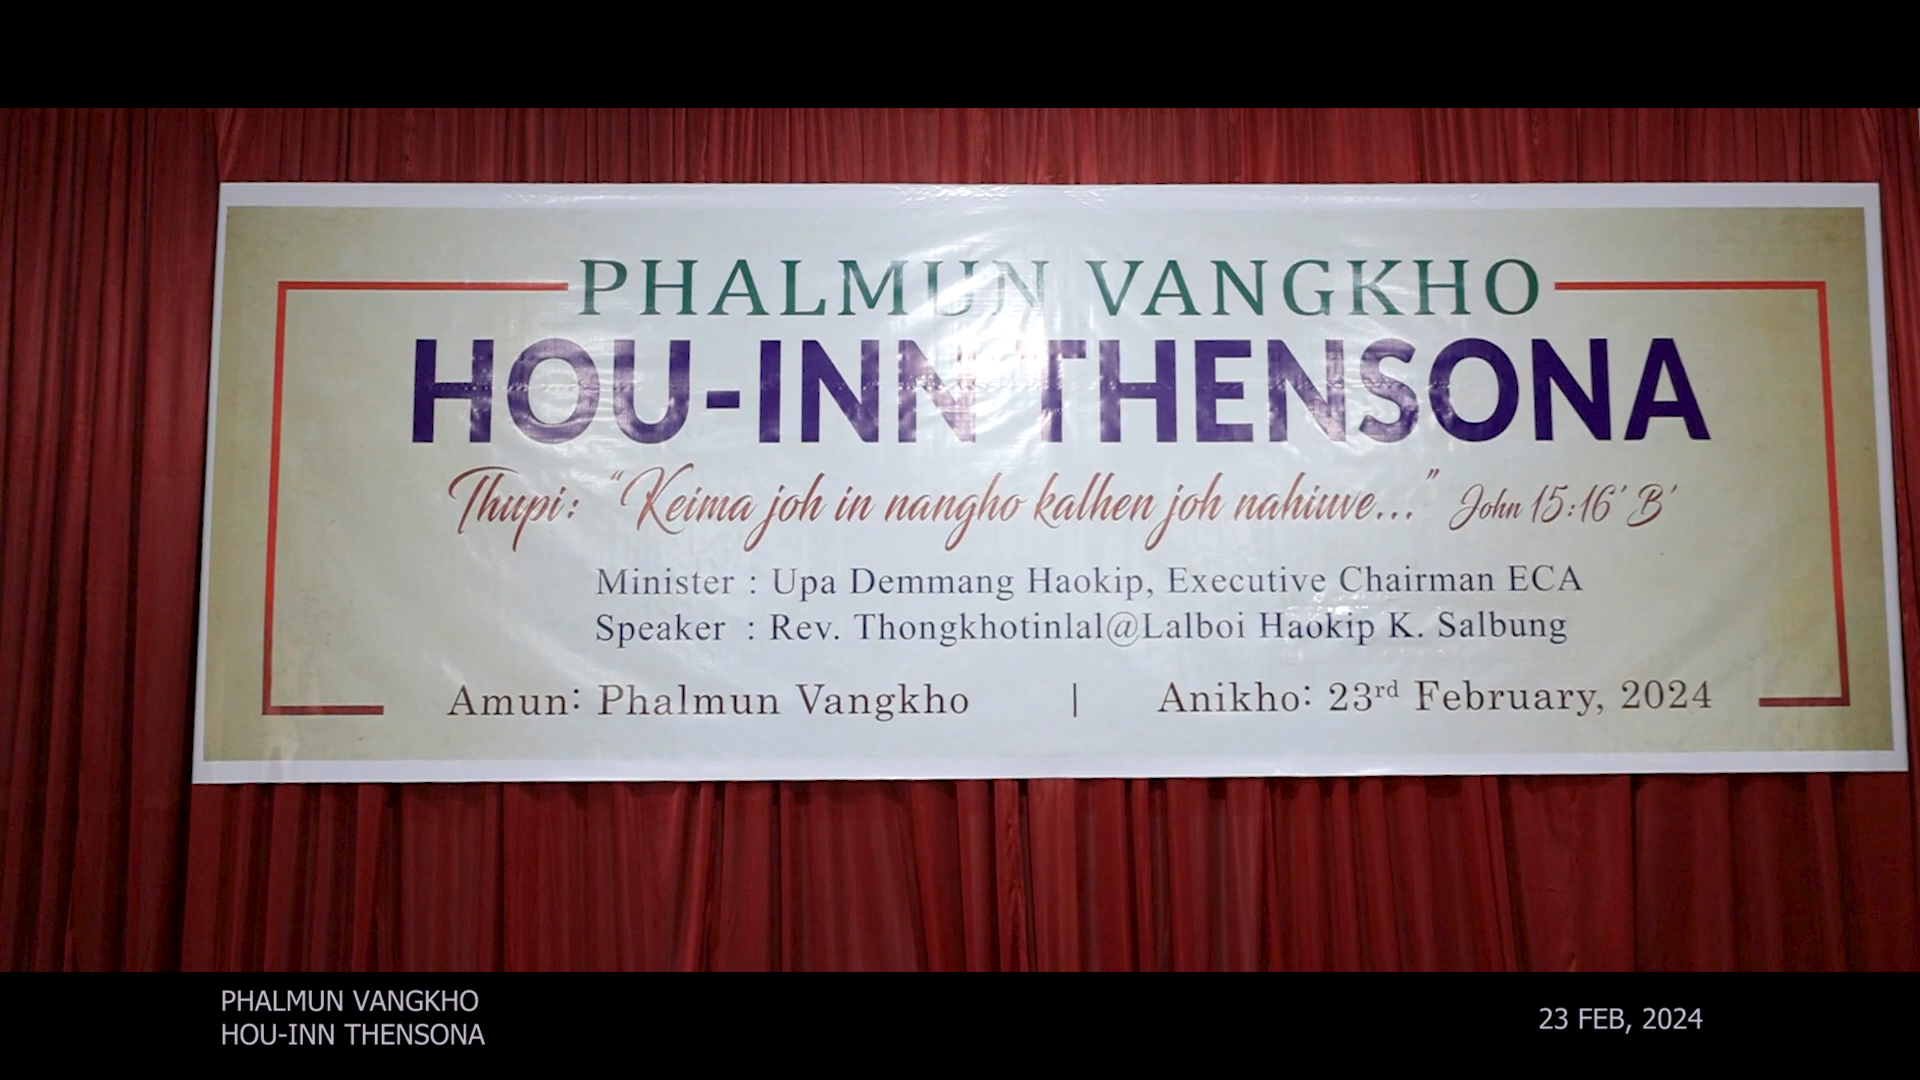 PHALMUN VANGKHO
HOU-INN THENSONA
Thupi: “Keima joh in nangho kalhen joh nahiuve...” John 15:16' B'
Minister : Upa Demmang Haokip, Executive Chairman ECA
Speaker : Rev. Thongkhotinlal@Lalboi Haokip K. Salbung
Amun: Phalmun Vangkho | Anikho: 23rd February, 2024
PHALMUN VANGKHO
HOU-INN THENSONA
23 FEB, 2024